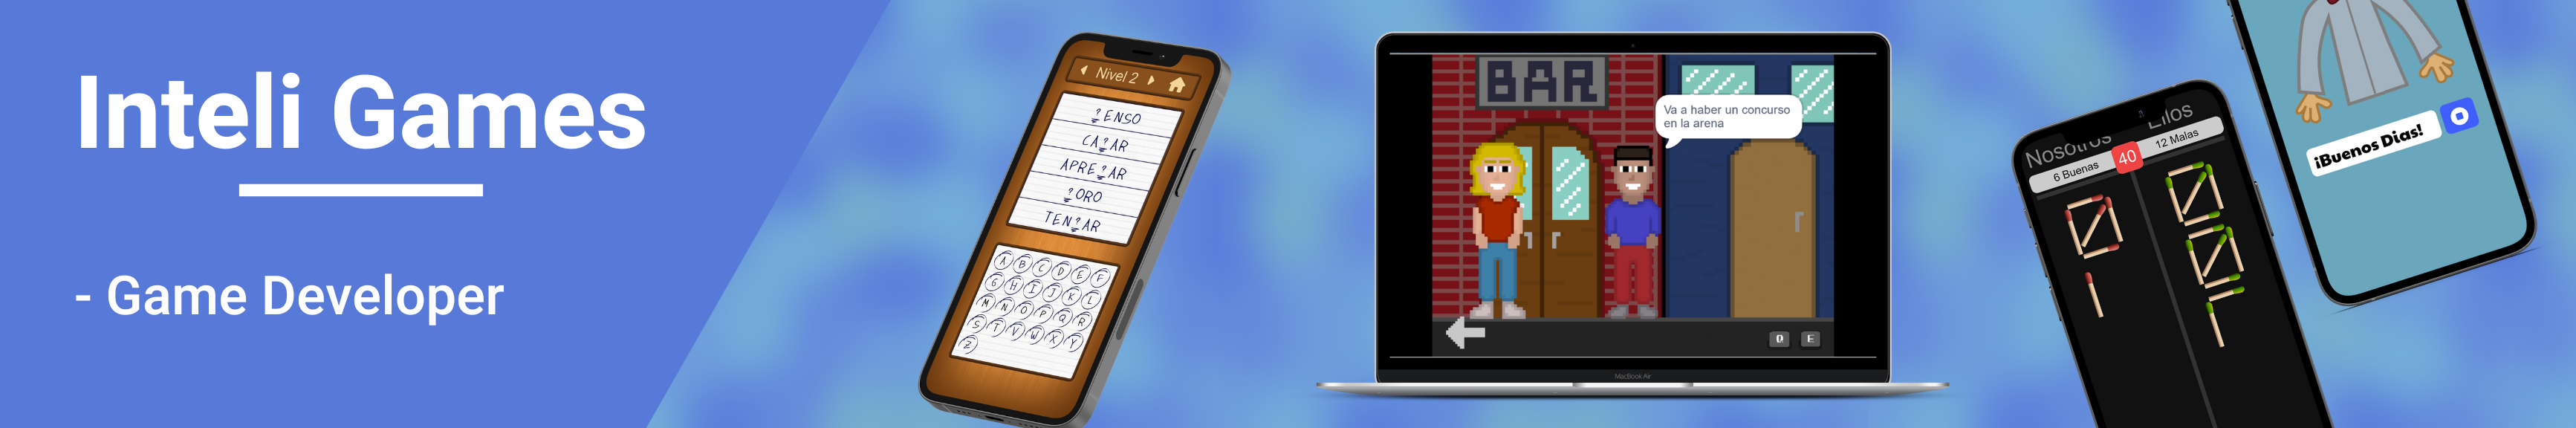 Inteli Games
- Game Developer
Nivel 2
?ENSO
CA?AR
APRE?AR
?ORO
TEN?AR
A B C D E F
G H I J K L
M N O P Q R
S T V W X Y
Z
BAR
Va a haber un concurso
en la arena
D E
MacBook Air
Nosotros Ellos
6 Buenas 40 12 Malas
¡Buenos Dias!